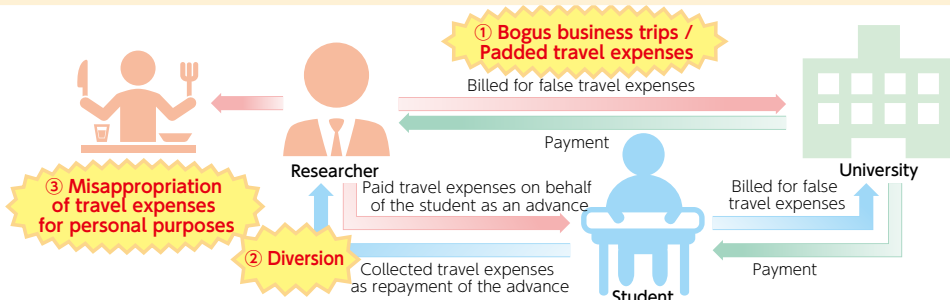 ① Bogus business trips /
Padded travel expenses
Billed for false travel expenses
Payment
Researcher
University
③ Misappropriation
of travel expenses
for personal purposes
Paid travel expenses on behalf
of the student as an advance
Billed for false
travel expenses
② Diversion
Collected travel expenses
as repayment of the advance
Payment
Student